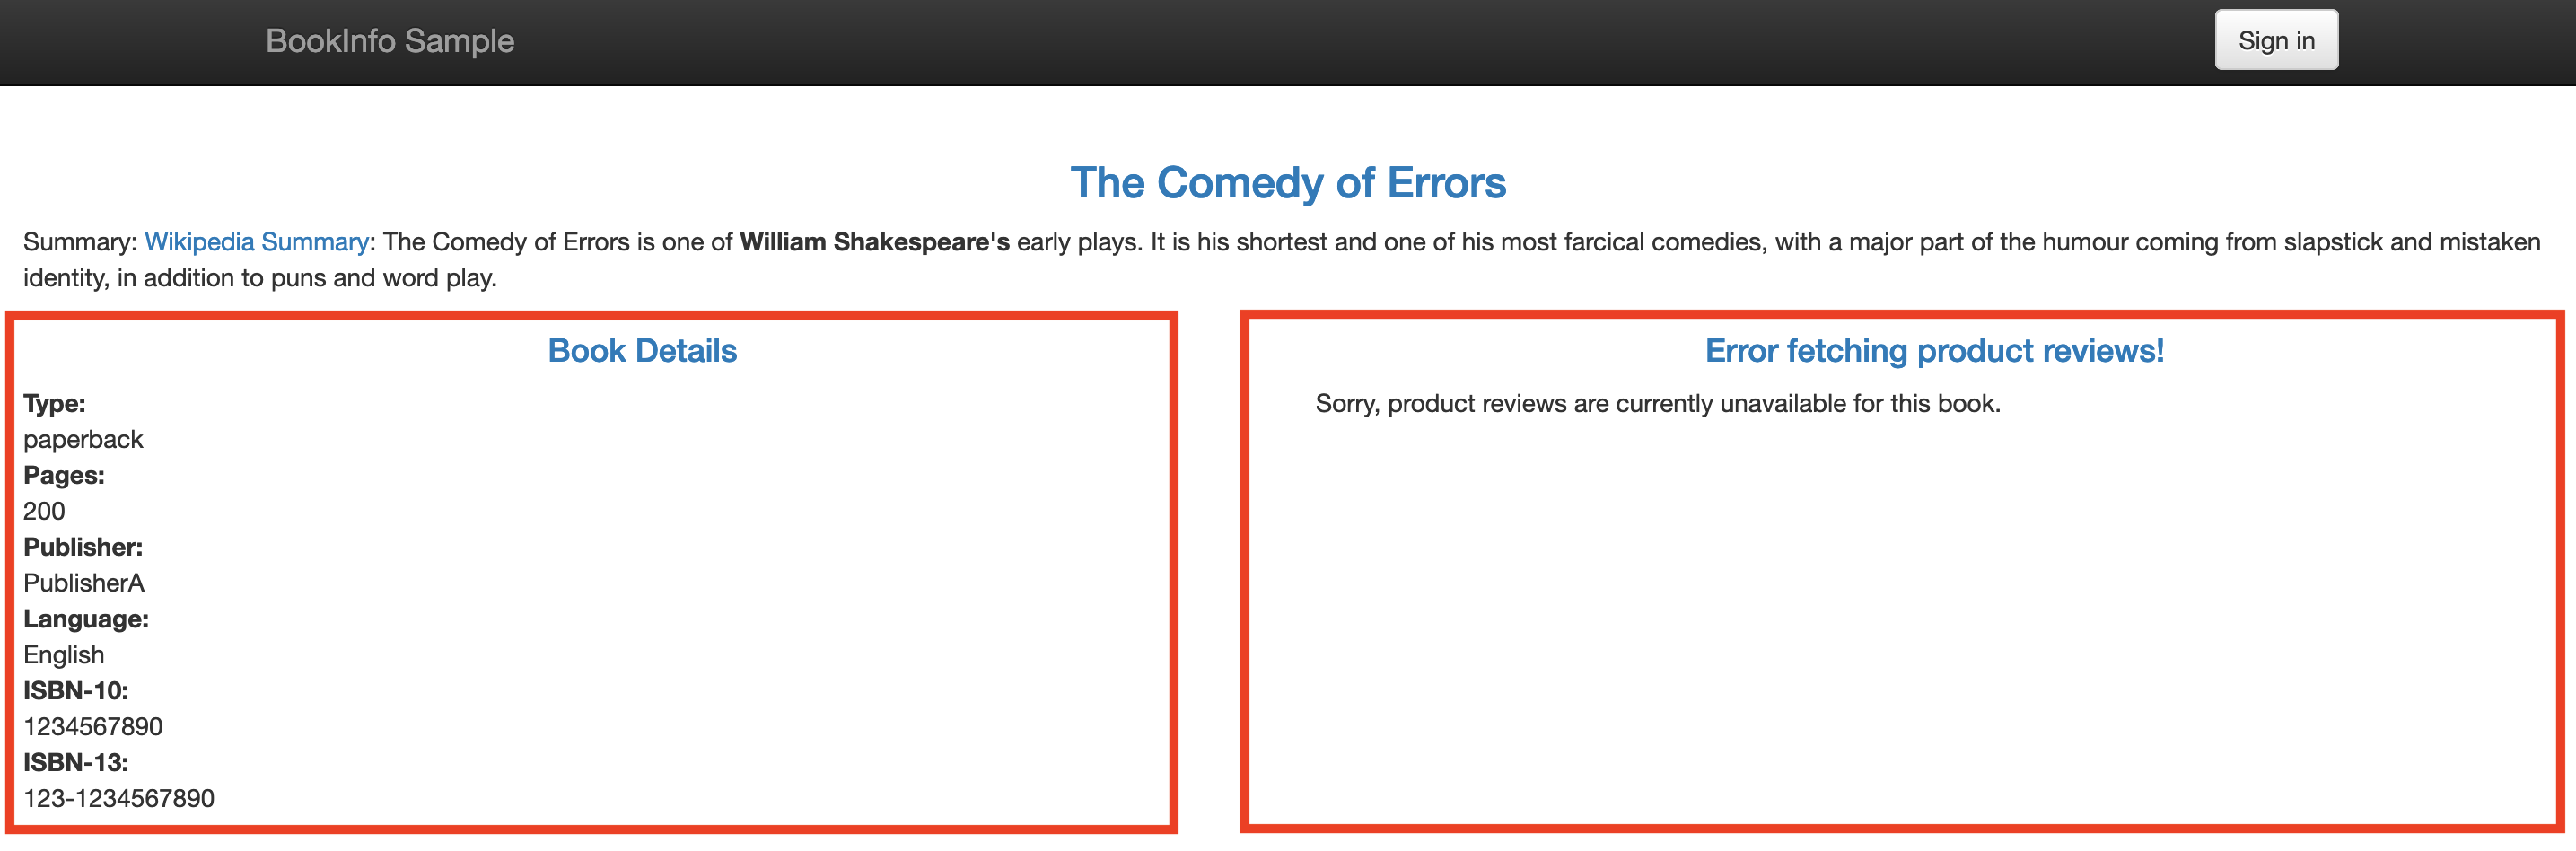 BookInfo Sample
Sign in
The Comedy of Errors
Summary: Wikipedia Summary: The Comedy of Errors is one of William Shakespeare's early plays. It is his shortest and one of his most farcical comedies, with a major part of the humour coming from slapstick and mistaken
identity, in addition to puns and word play.
Book Details
Type:
paperback
Pages:
200
Publisher:
PublisherA
Language:
English
ISBN-10:
1234567890
ISBN-13:
123-1234567890
Error fetching product reviews!
Sorry, product reviews are currently unavailable for this book.